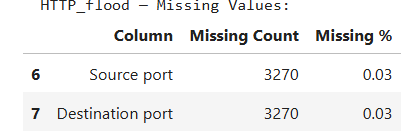 HTTP_flood — Missing Values:
Column Missing Count Missing %
6 Source port 3270 0.03
7 Destination port 3270 0.03